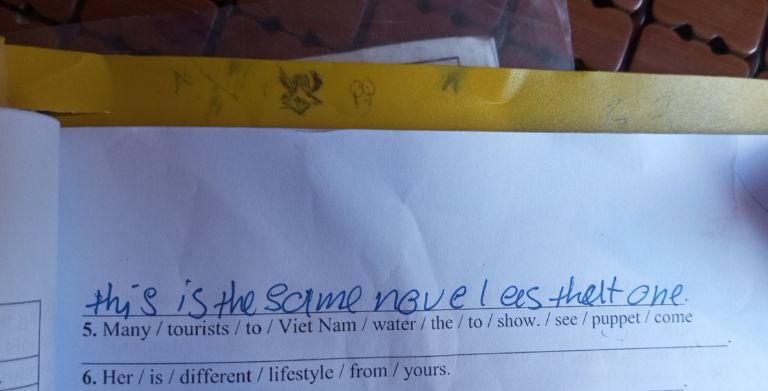 this is the same novel as that one.
5. Many / tourists / to / Viet Nam / water / the / to / show. / see / puppet / come
6. Her / is / different / lifestyle / from / yours.